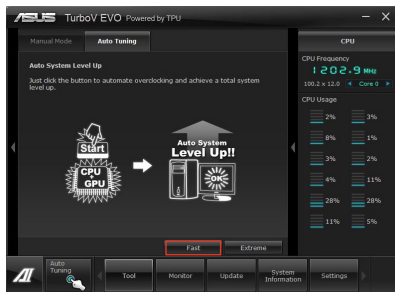 ASUS TurboV EVO Powered by TPU
Manual Mode
Auto Tuning
Auto System Level Up
Just click the button to automate overclocking and achieve a total system
level up.
Start
CPU
+
GPU
Auto System
Level Up!!
OK
Fast
Extreme
CPU
CPU Frequency
1202.9 MHz
100.2 x 12.0
Core 0
CPU Usage
2% 3%
8% 1%
3% 2%
4% 11%
28% 28%
11% 5%
Auto
Tuning
Tool
Monitor
Update
System
Information
Settings